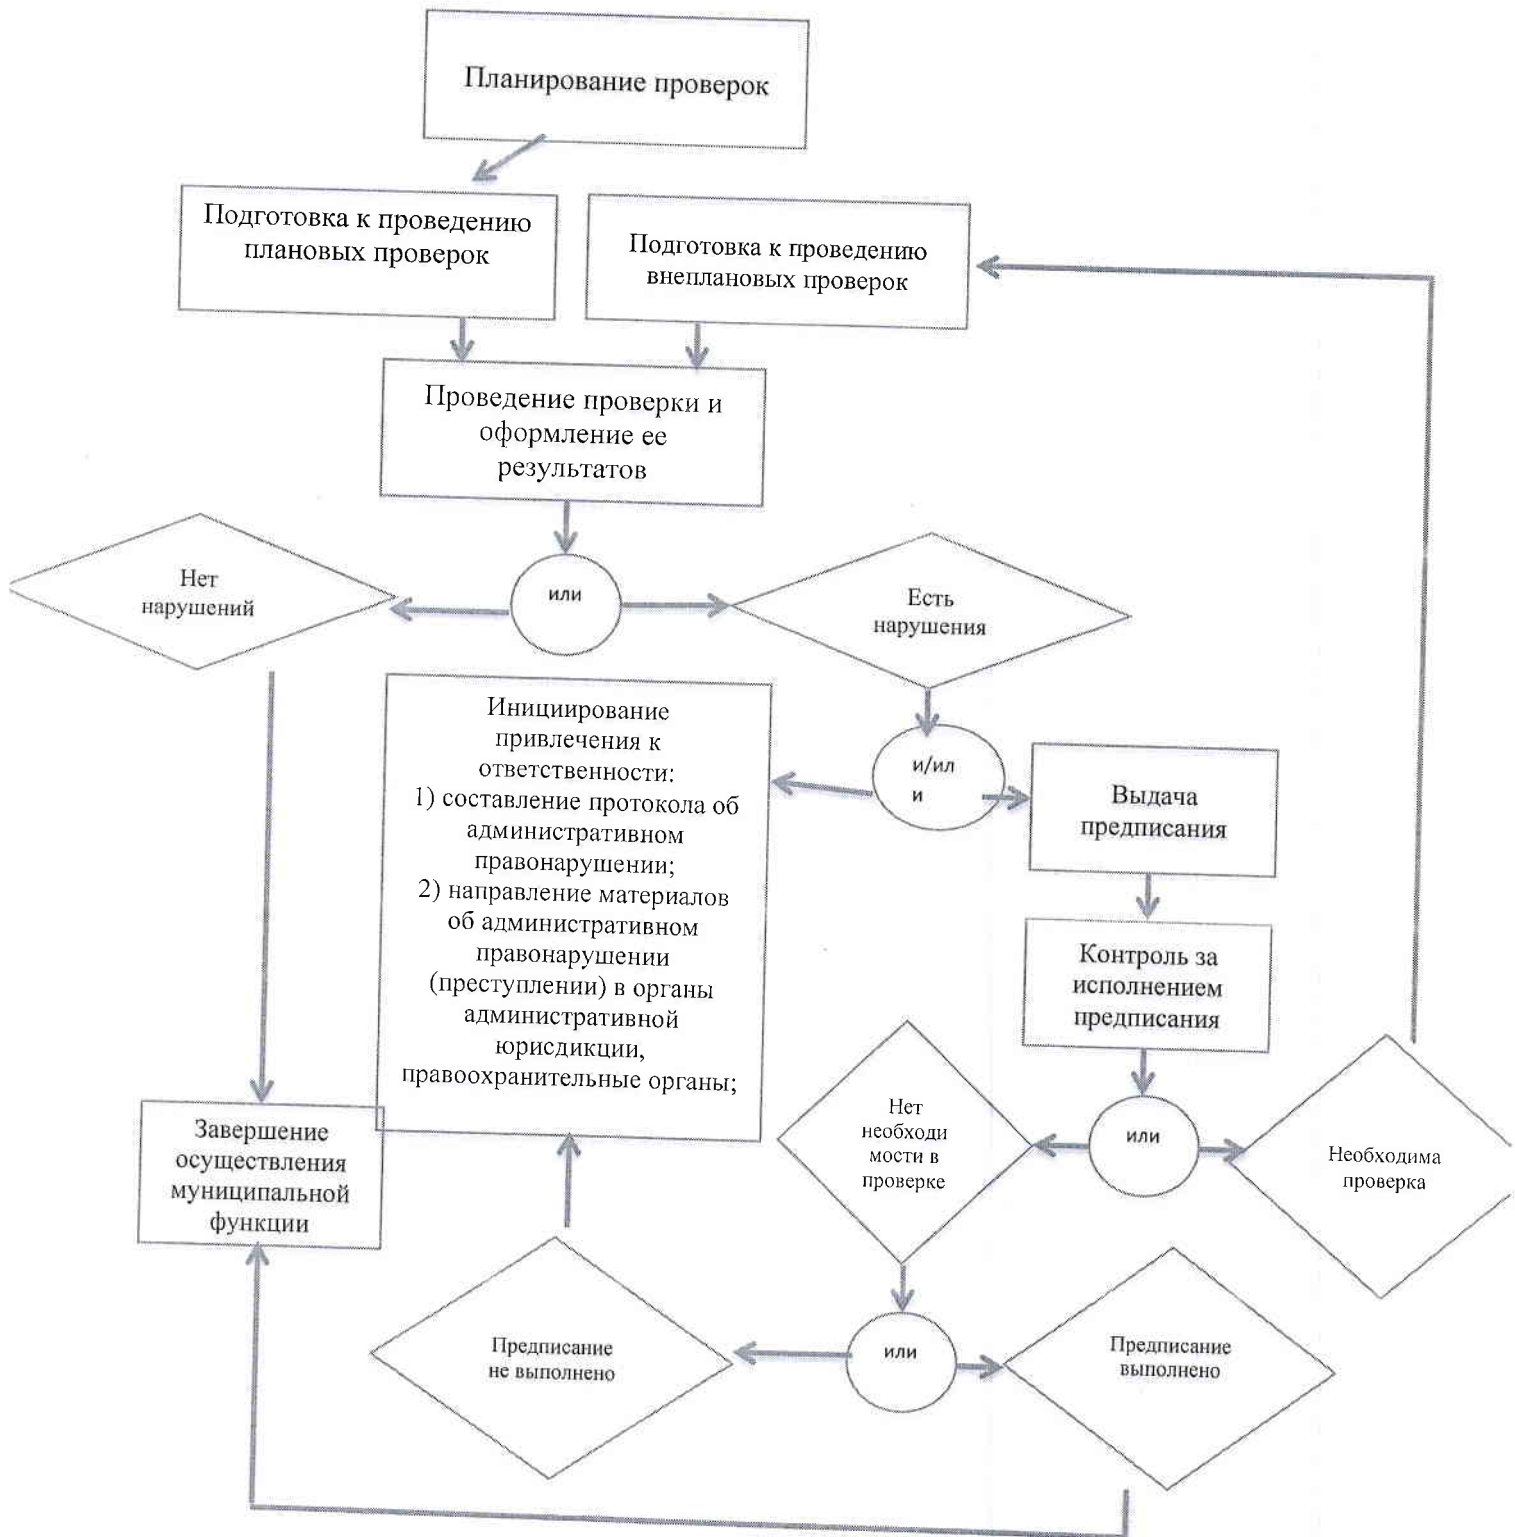 Планирование проверок
Подготовка к проведению
плановых проверок
Подготовка к проведению
внеплановых проверок
Проведение проверки и
оформление ее
результатов
Нет
нарушений
или
Есть
нарушения
Инициирование
привлечения к
ответственности:
1) составление протокола об
административном
правонарушении;
2) направление материалов
об административном
правонарушении
(преступлении) в органы
административной
юрисдикции,
правоохранительные органы;
и/ил
и
Выдача
предписания
Контроль за
исполнением
предписания
Завершение
осуществления
муниципальной
функции
Нет
необходи
мости в
проверке
или
Необходима
проверка
Предписание
не выполнено
или
Предписание
выполнено